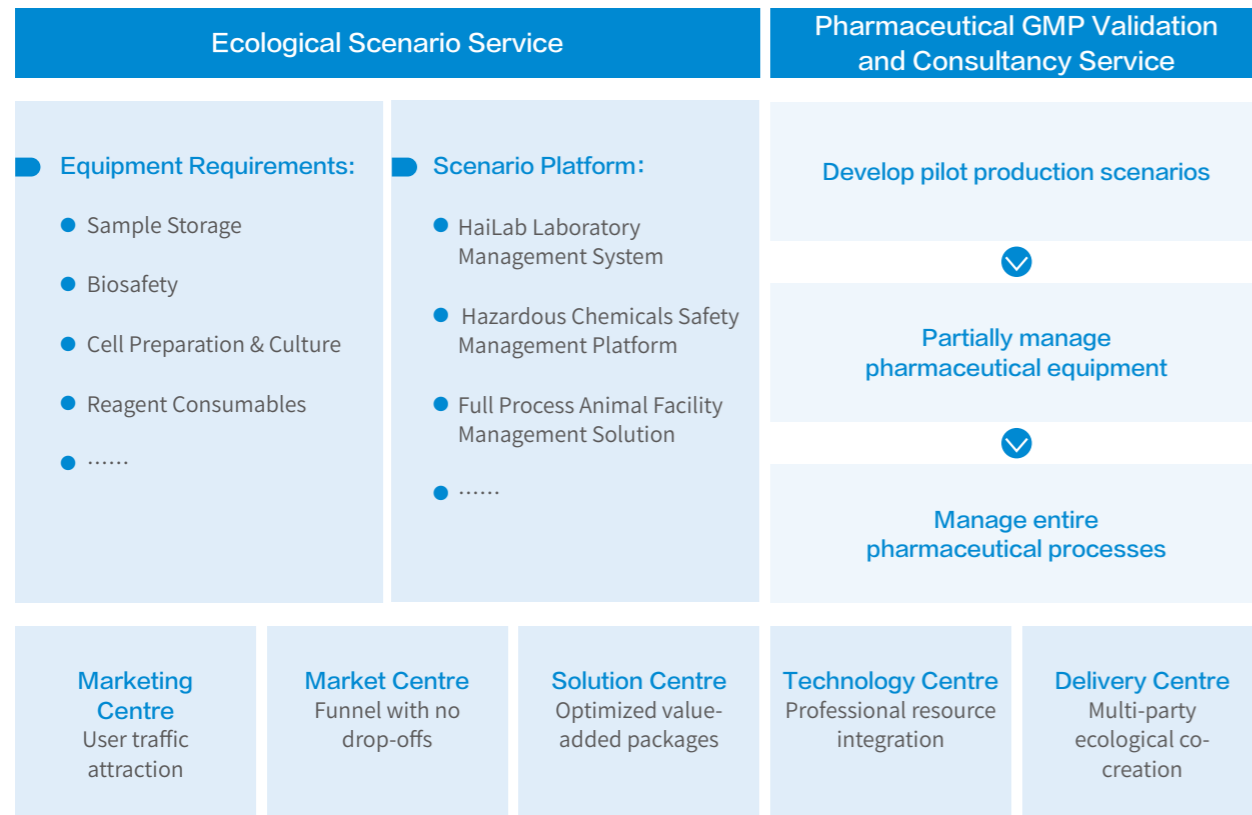 Ecological Scenario Service
Pharmaceutical GMP Validation
and Consultancy Service
Equipment Requirements:
Sample Storage
Biosafety
Cell Preparation & Culture
Reagent Consumables
……
Scenario Platform:
HaiLab Laboratory
Management System
Hazardous Chemicals Safety
Management Platform
Full Process Animal Facility
Management Solution
……
Develop pilot production scenarios
Partially manage
pharmaceutical equipment
Manage entire
pharmaceutical processes
Marketing
Centre
User traffic
attraction
Market Centre
Funnel with no
drop-offs
Solution Centre
Optimized value-
added packages
Technology Centre
Professional resource
integration
Delivery Centre
Multi-party
ecological co-
creation